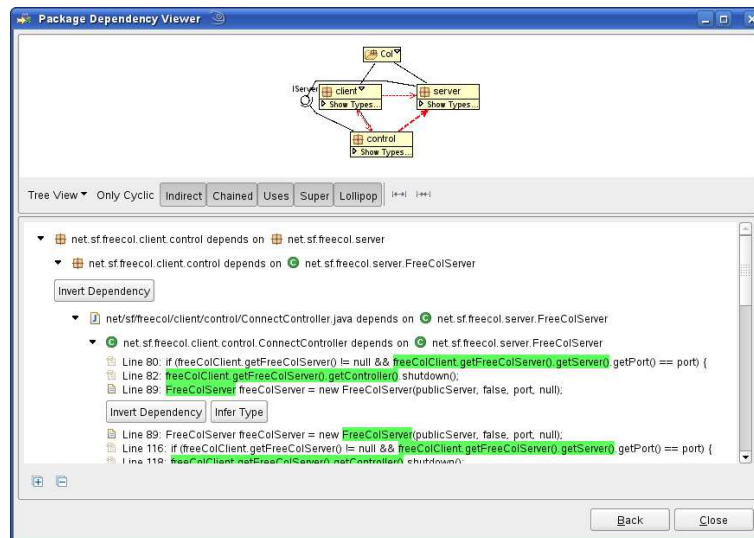 Package Dependency Viewer
Col
IServer
client
Show Types...
server
Show Types...
control
Show Types...
Tree View Only Cyclic Indirect Chained Uses Super Lollipop
net.sf.freecol.client.control depends on net.sf.freecol.server
net.sf.freecol.client.control depends on C net.sf.freecol.server.FreeColServer
Invert Dependency
J net/sf/freecol/client/control/ConnectController.java depends on C net.sf.freecol.server.FreeColServer
C net.sf.freecol.client.control.ConnectController depends on C net.sf.freecol.server.FreeColServer
Line 80: if (freeColClient.getFreeColServer() != null && freeColClient.getFreeColServer().getServer().getPort() == port) {
Line 82: freeColClient.getFreeColServer().getController().shutdown();
Line 89: FreeColServer freeColServer = new FreeColServer(publicServer, false, port, null);
Invert Dependency Infer Type
Line 89: FreeColServer freeColServer = new FreeColServer(publicServer, false, port, null);
Line 116: if (freeColClient.getFreeColServer() != null && freeColClient.getFreeColServer().getServer().getPort() == port) {
Line 118: freeColClient.getFreeColServer().getController().shutdown();
Back Close